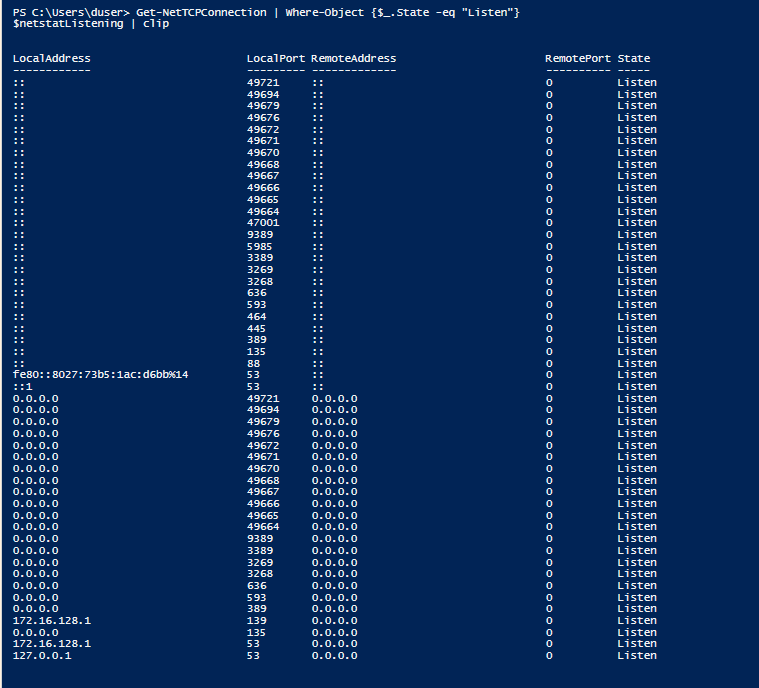 PS C:\Users\duser> Get-NetTCPConnection | Where-Object {$_.State -eq "Listen"}
$netstatListening | clip
LocalAddress LocalPort RemoteAddress RemotePort State
------------ --------- ------------- ---------- -----
:: 49721 :: 0 Listen
:: 49694 :: 0 Listen
:: 49679 :: 0 Listen
:: 49676 :: 0 Listen
:: 49672 :: 0 Listen
:: 49671 :: 0 Listen
:: 49670 :: 0 Listen
:: 49668 :: 0 Listen
:: 49667 :: 0 Listen
:: 49666 :: 0 Listen
:: 49665 :: 0 Listen
:: 49664 :: 0 Listen
:: 47001 :: 0 Listen
:: 9389 :: 0 Listen
:: 5985 :: 0 Listen
:: 3389 :: 0 Listen
:: 3269 :: 0 Listen
:: 3268 :: 0 Listen
:: 636 :: 0 Listen
:: 593 :: 0 Listen
:: 464 :: 0 Listen
:: 445 :: 0 Listen
:: 389 :: 0 Listen
:: 135 :: 0 Listen
:: 88 :: 0 Listen
fe80::8027:73b5:1ac:d6bb%14 53 :: 0 Listen
::1 53 :: 0 Listen
0.0.0.0 49721 0.0.0.0 0 Listen
0.0.0.0 49694 0.0.0.0 0 Listen
0.0.0.0 49679 0.0.0.0 0 Listen
0.0.0.0 49676 0.0.0.0 0 Listen
0.0.0.0 49672 0.0.0.0 0 Listen
0.0.0.0 49671 0.0.0.0 0 Listen
0.0.0.0 49670 0.0.0.0 0 Listen
0.0.0.0 49668 0.0.0.0 0 Listen
0.0.0.0 49667 0.0.0.0 0 Listen
0.0.0.0 49666 0.0.0.0 0 Listen
0.0.0.0 49665 0.0.0.0 0 Listen
0.0.0.0 49664 0.0.0.0 0 Listen
0.0.0.0 9389 0.0.0.0 0 Listen
0.0.0.0 3389 0.0.0.0 0 Listen
0.0.0.0 3269 0.0.0.0 0 Listen
0.0.0.0 3268 0.0.0.0 0 Listen
0.0.0.0 636 0.0.0.0 0 Listen
0.0.0.0 593 0.0.0.0 0 Listen
0.0.0.0 389 0.0.0.0 0 Listen
172.16.128.1 139 0.0.0.0 0 Listen
0.0.0.0 135 0.0.0.0 0 Listen
172.16.128.1 53 0.0.0.0 0 Listen
127.0.0.1 53 0.0.0.0 0 Listen